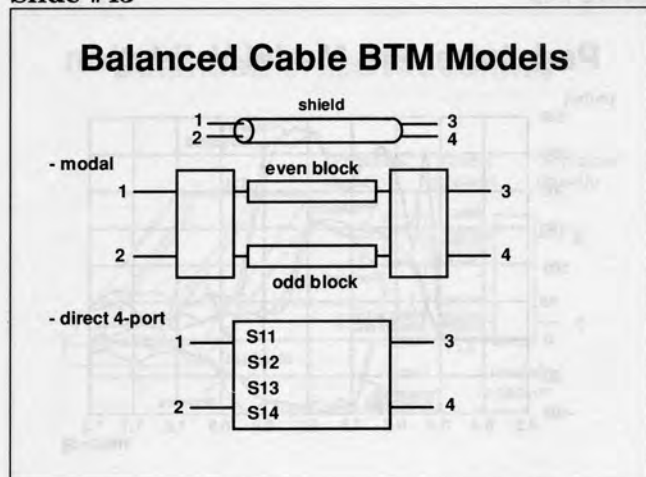 Balanced Cable BTM Models
shield
1 3
2 4
- modal
even block
1 3
2 4
odd block
- direct 4-port
1 3
S11
S12
S13
S14
2 4